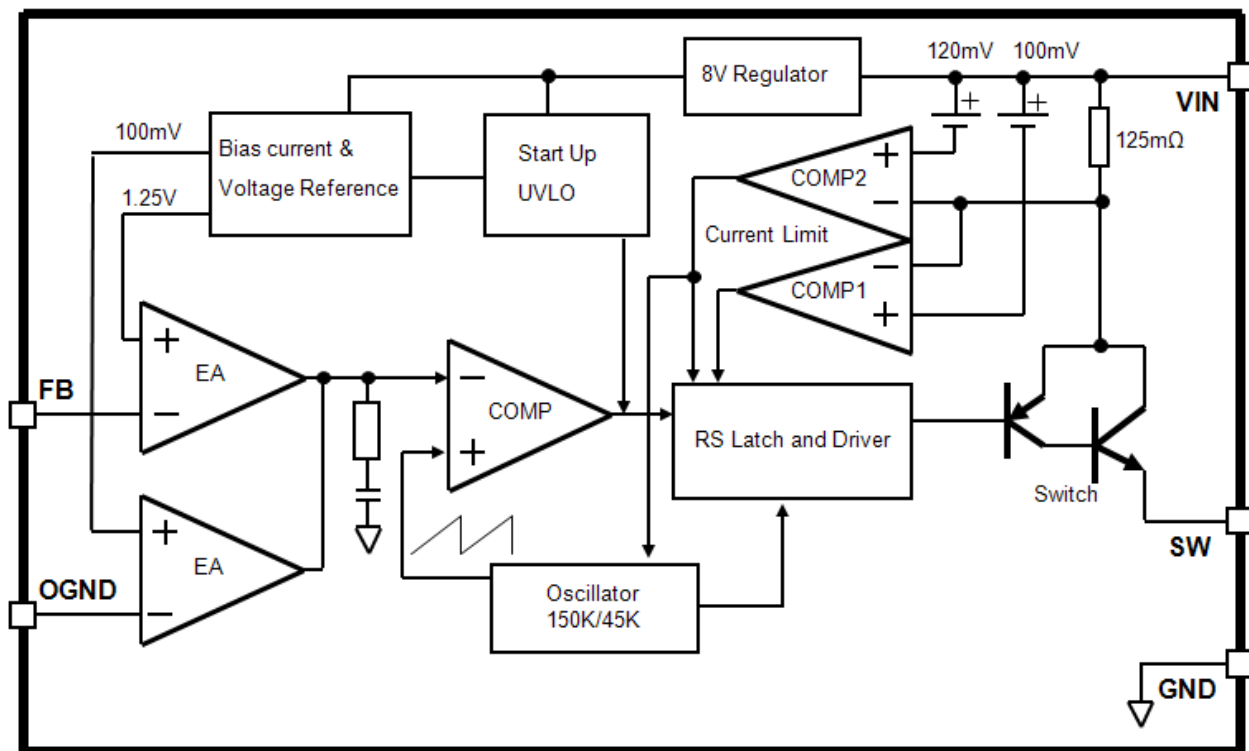 120mV 100mV
8V Regulator
VIN
100mV
Bias current &
Voltage Reference
Start Up
UVLO
125mΩ
1.25V
+
+
+
COMP2
−
Current Limit
−
COMP1
+
+
EA
−
FB
−
COMP
+
RS Latch and Driver
Switch
+
EA
−
OGND
SW
Oscillator
150K/45K
GND